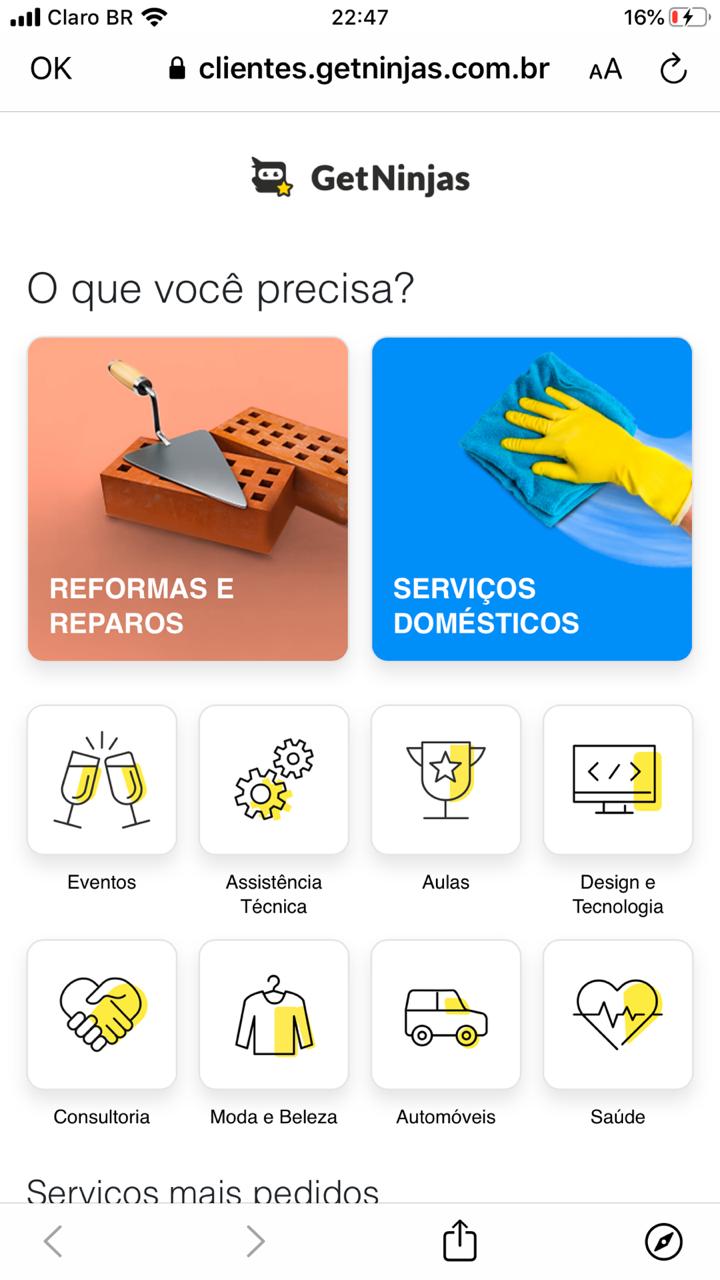 Claro BR 22:47 16%
OK clientes.getninjas.com.br AA
GetNinjas
O que você precisa?
REFORMAS E
REPAROS
SERVIÇOS
DOMÉSTICOS
Eventos
Assistência
Técnica
Aulas
Design e
Tecnologia
Consultoria
Moda e Beleza
Automóveis
Saúde
Serviços mais pedidos